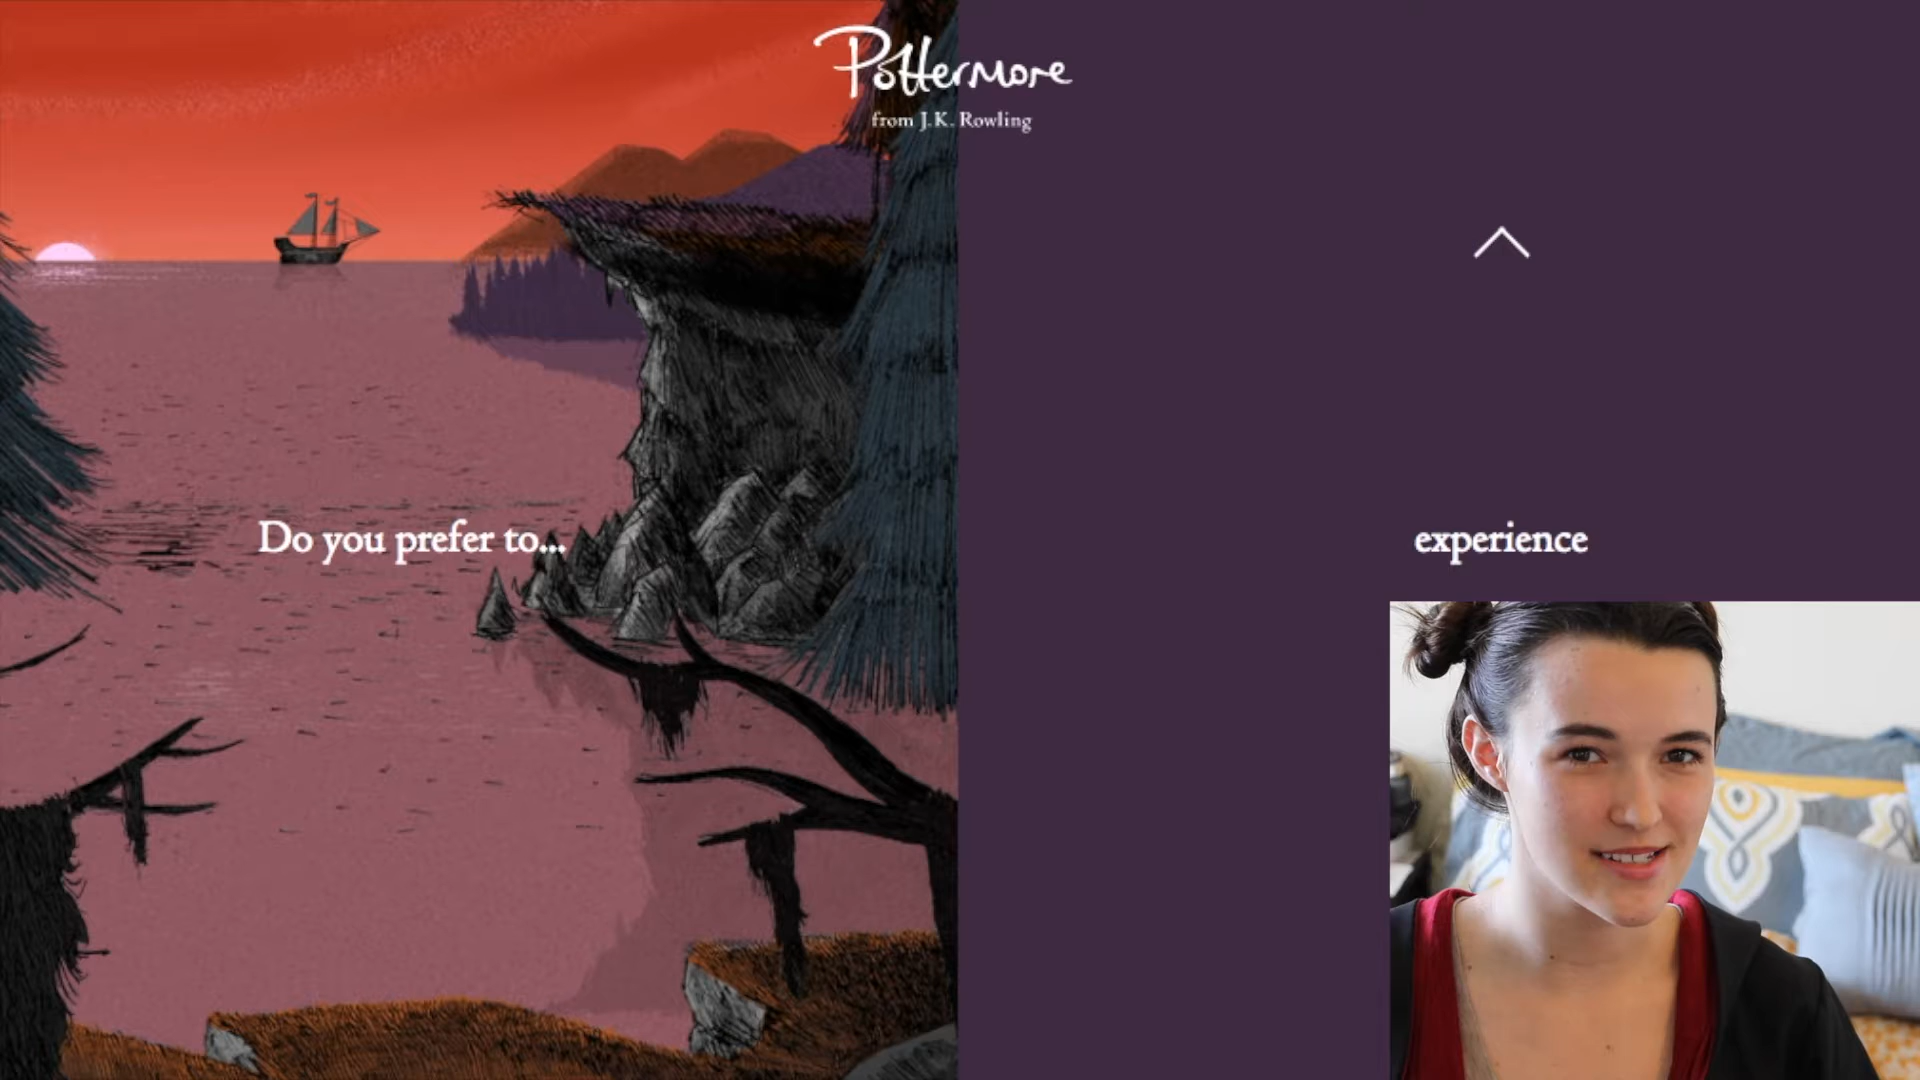 Pottermore
from J.K. Rowling
Do you prefer to...
experience